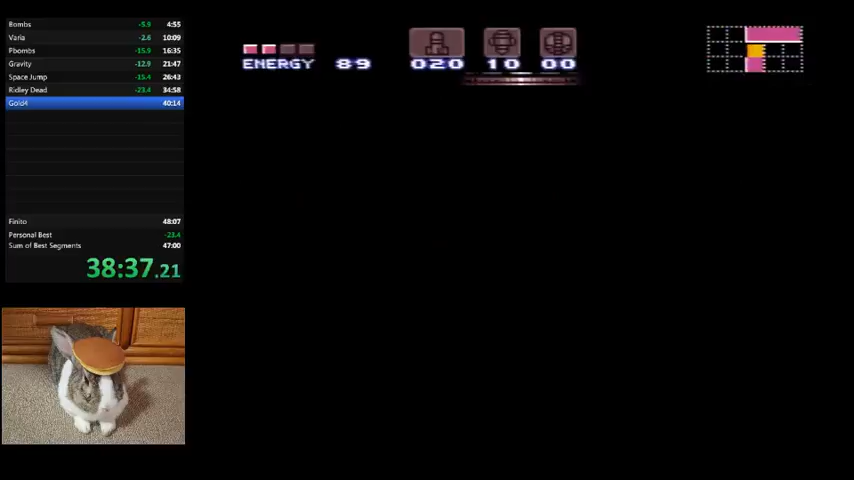 Bombs -5.9 4:55
Varia -2.6 10:09
Pbombs -15.9 16:35
Gravity -12.9 21:47
Space Jump -15.4 26:43
Ridley Dead -23.4 34:58
Gold4 40:14
Finito 48:07
Personal Best -23.4
Sum of Best Segments 47:00
38:37.21
ENERGY 89 020 10 00